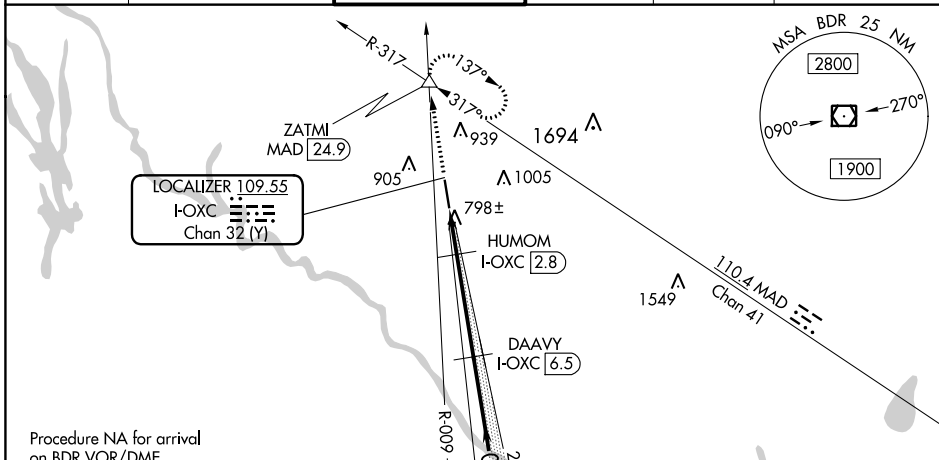 R-317
137°
317°
ZATMI
MAD 24.9
939
1694
905
1005
798±
LOCALIZER 109.55
I-OXC
Chan 32 (Y)
HUMOM
I-OXC 2.8
1549
110.4 MAD
Chan 41
DAAVY
I-OXC 6.5
R-009
MSA BDR 25 NM
2800
090°
270°
1900
Procedure NA for arrival
on BDR VOR/DME